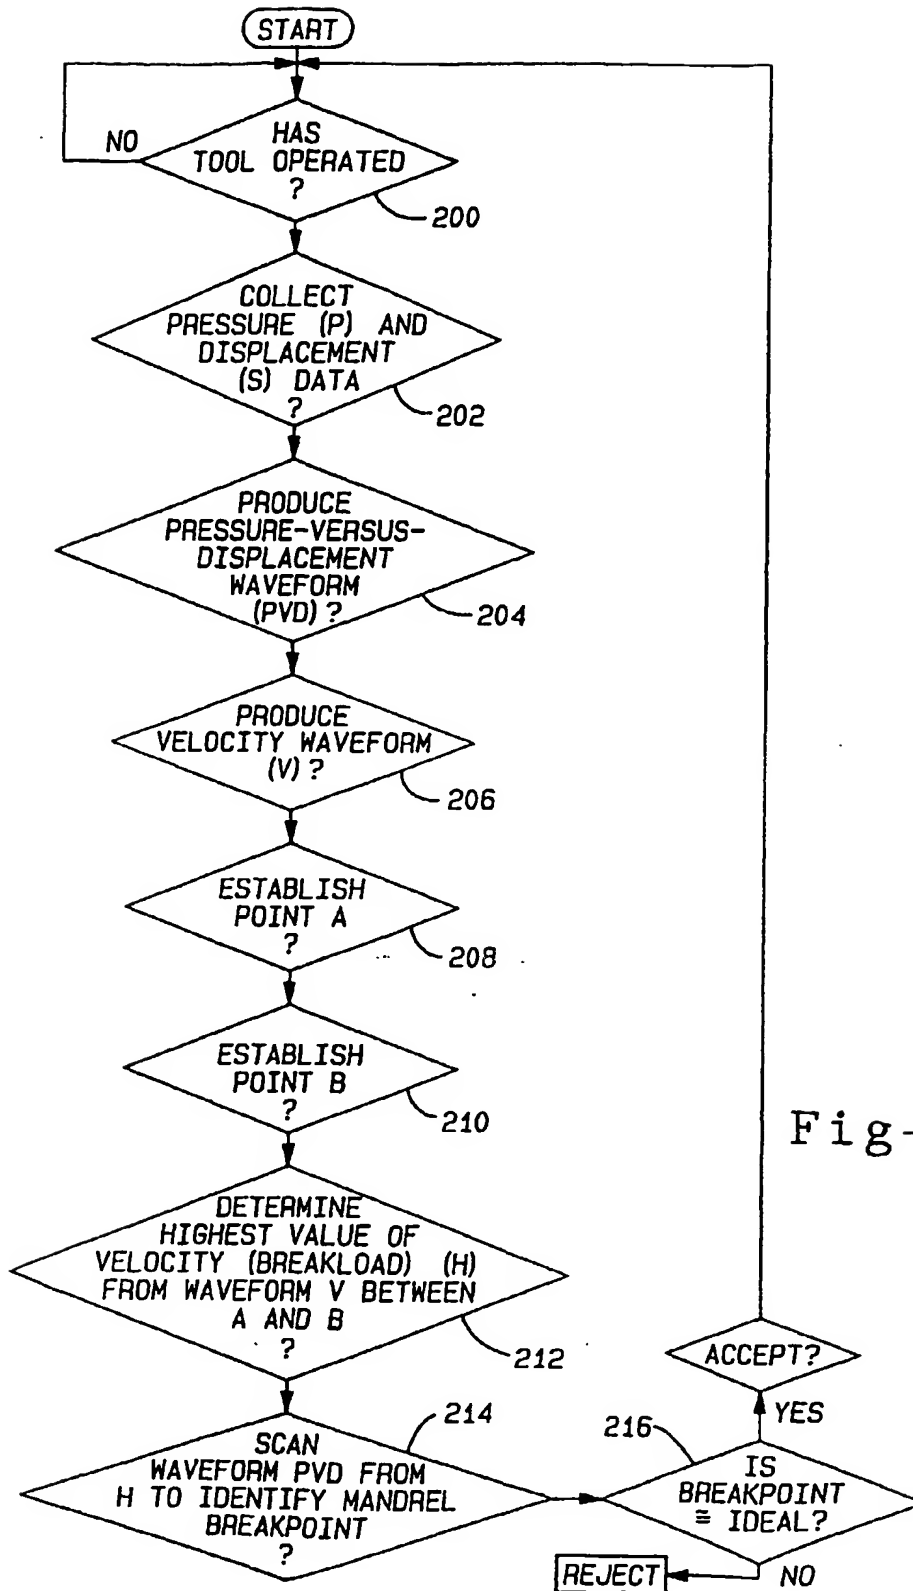 START
NO
HAS
TOOL OPERATED
?
200
COLLECT
PRESSURE (P) AND
DISPLACEMENT
(S) DATA
?
202
PRODUCE
PRESSURE-VERSUS-
DISPLACEMENT
WAVEFORM
(PVD)?
204
PRODUCE
VELOCITY WAVEFORM
(V)?
206
ESTABLISH
POINT A
?
208
ESTABLISH
POINT B
?
210
Fig-
DETERMINE
HIGHEST VALUE OF
VELOCITY (BREAKLOAD) (H)
FROM WAVEFORM V BETWEEN
A AND B
?
212
SCAN
WAVEFORM PVD FROM
H TO IDENTIFY MANDREL
BREAKPOINT
?
214
ACCEPT?
YES
216
IS
BREAKPOINT
≅ IDEAL?
NO
REJECT